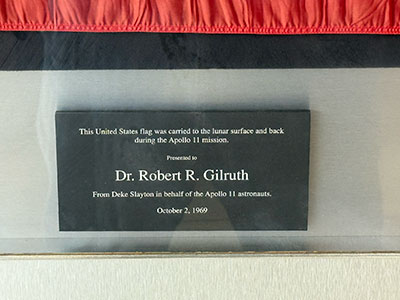 This United States flag was carried to the lunar surface and back
during the Apollo 11 mission.
Presented to
Dr. Robert R. Gilruth
From Deke Slayton in behalf of the Apollo 11 astronauts.
October 2, 1969